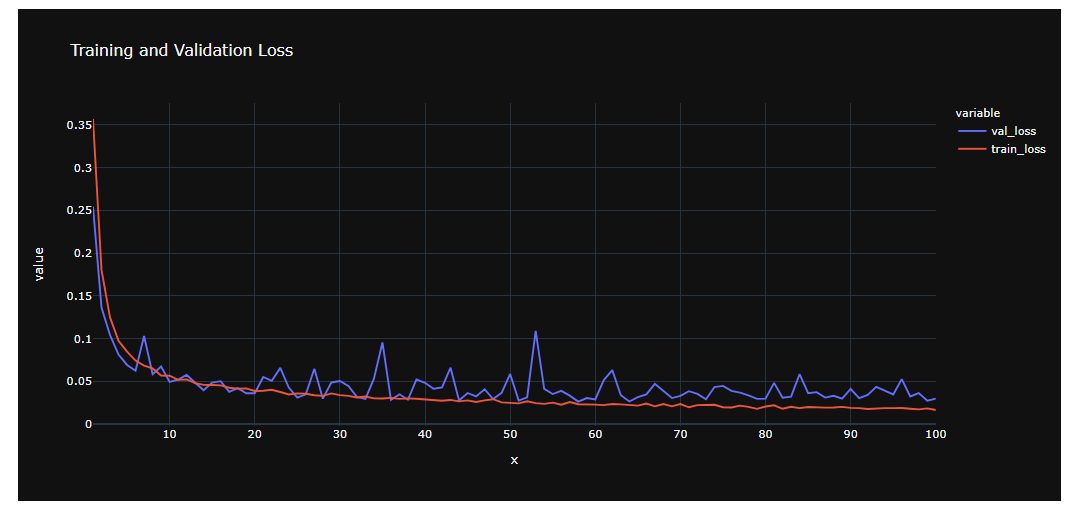 Training and Validation Loss
variable
val_loss
train_loss
value
0.35
0.3
0.25
0.2
0.15
0.1
0.05
0
10 20 30 40 50 60 70 80 90 100
x